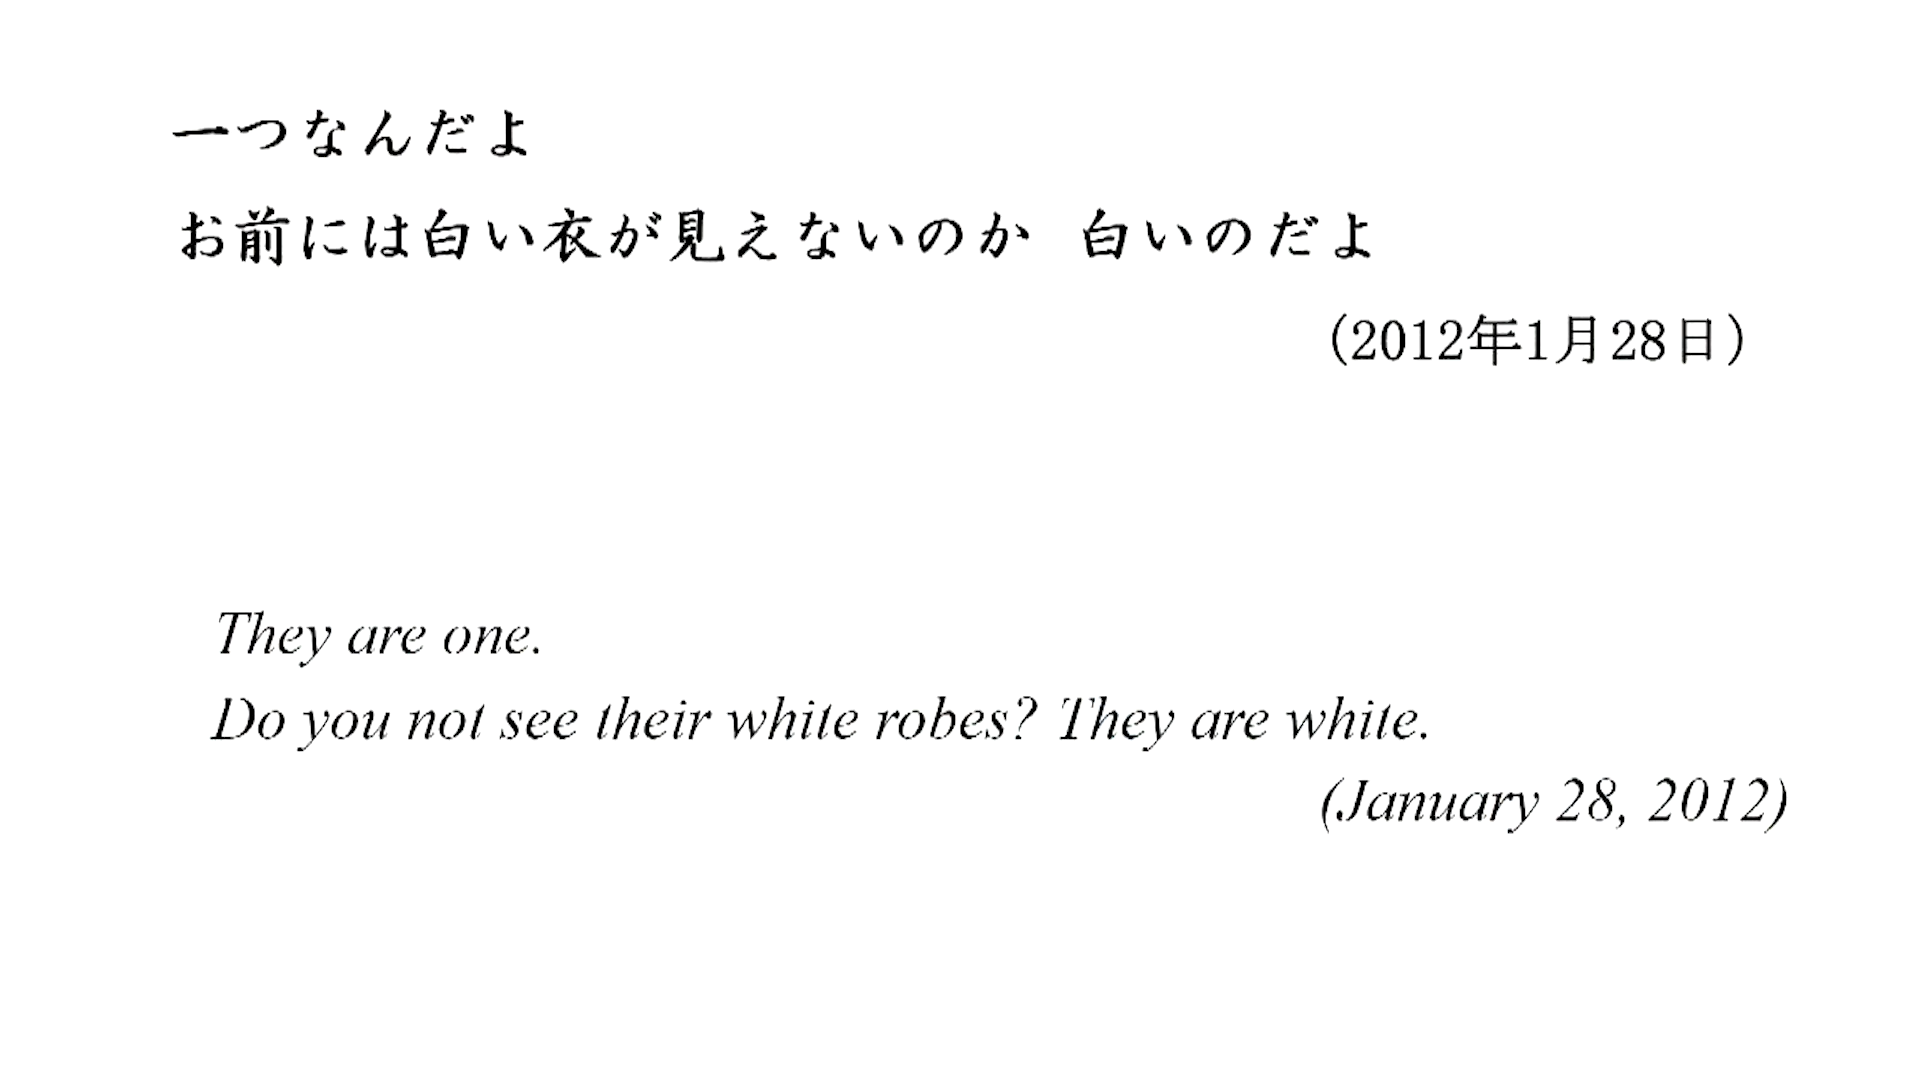 一つなんだよ
お前には白い衣が見えないのか 白いのだよ
(2012年1月28日)
They are one.
Do you not see their white robes? They are white.
(January 28, 2012)